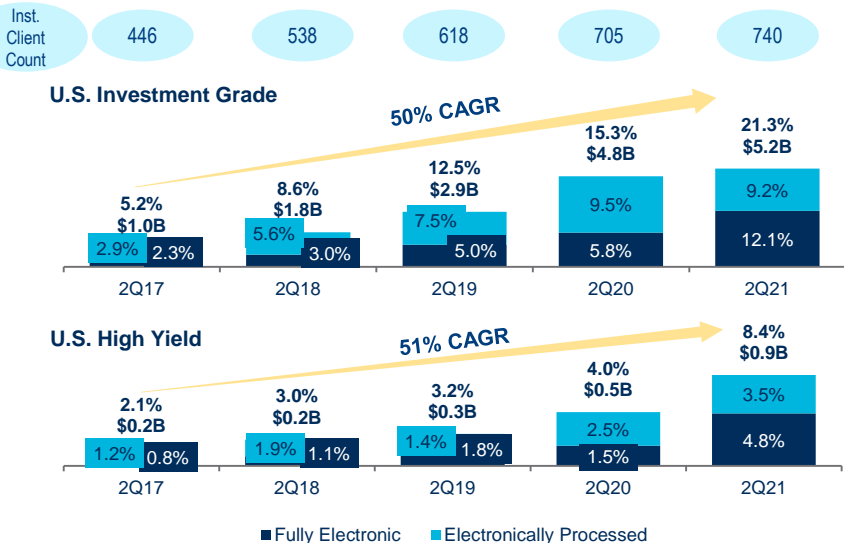 Inst.
Client
Count
446
538
618
705
740
U.S. Investment Grade
50% CAGR
5.2%
$1.0B
8.6%
$1.8B
12.5%
$2.9B
15.3%
$4.8B
21.3%
$5.2B
2.9%
2.3%
5.6%
3.0%
7.5%
5.0%
9.5%
5.8%
9.2%
12.1%
2Q17
2Q18
2Q19
2Q20
2Q21
U.S. High Yield
51% CAGR
2.1%
$0.2B
3.0%
$0.2B
3.2%
$0.3B
4.0%
$0.5B
8.4%
$0.9B
1.2%
0.8%
1.9%
1.1%
1.4%
1.8%
2.5%
1.5%
3.5%
4.8%
2Q17
2Q18
2Q19
2Q20
2Q21
Fully Electronic
Electronically Processed